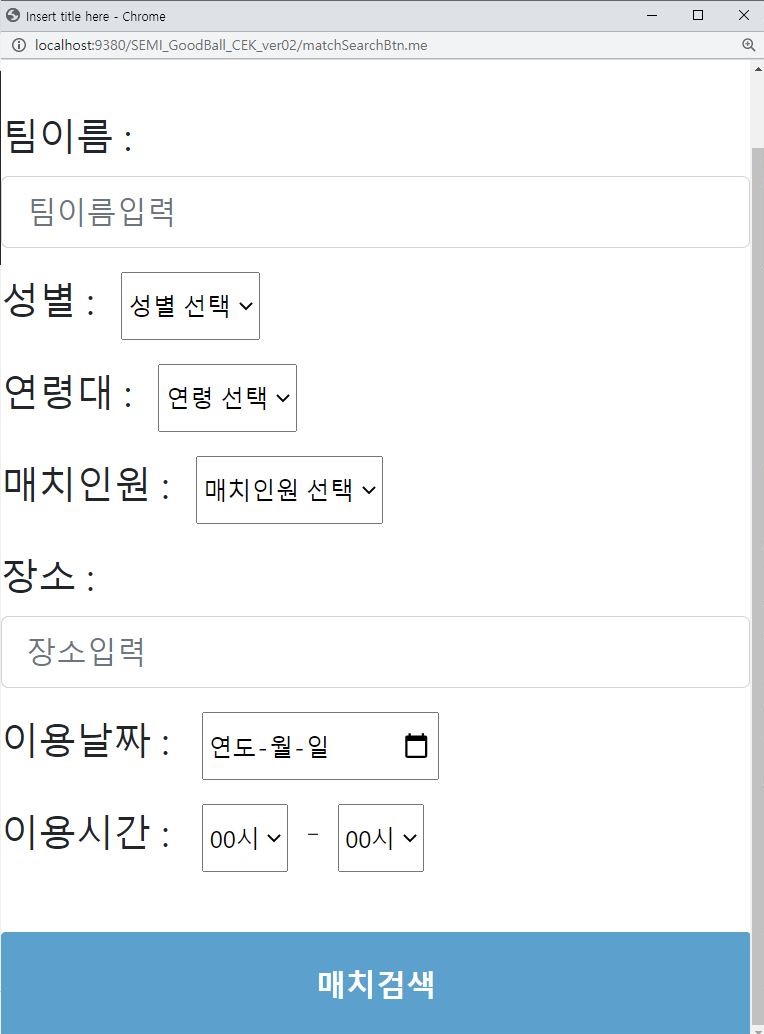 Insert title here - Chrome
localhost:9380/SEMI_GoodBall_CEK_ver02/matchSearchBtn.me
팀이름 :
팀이름입력
성별 : 성별 선택
연령대 : 연령 선택
매치인원 : 매치인원 선택
장소 :
장소입력
이용날짜 : 연도-월-일
이용시간 : 00시 - 00시
매치검색